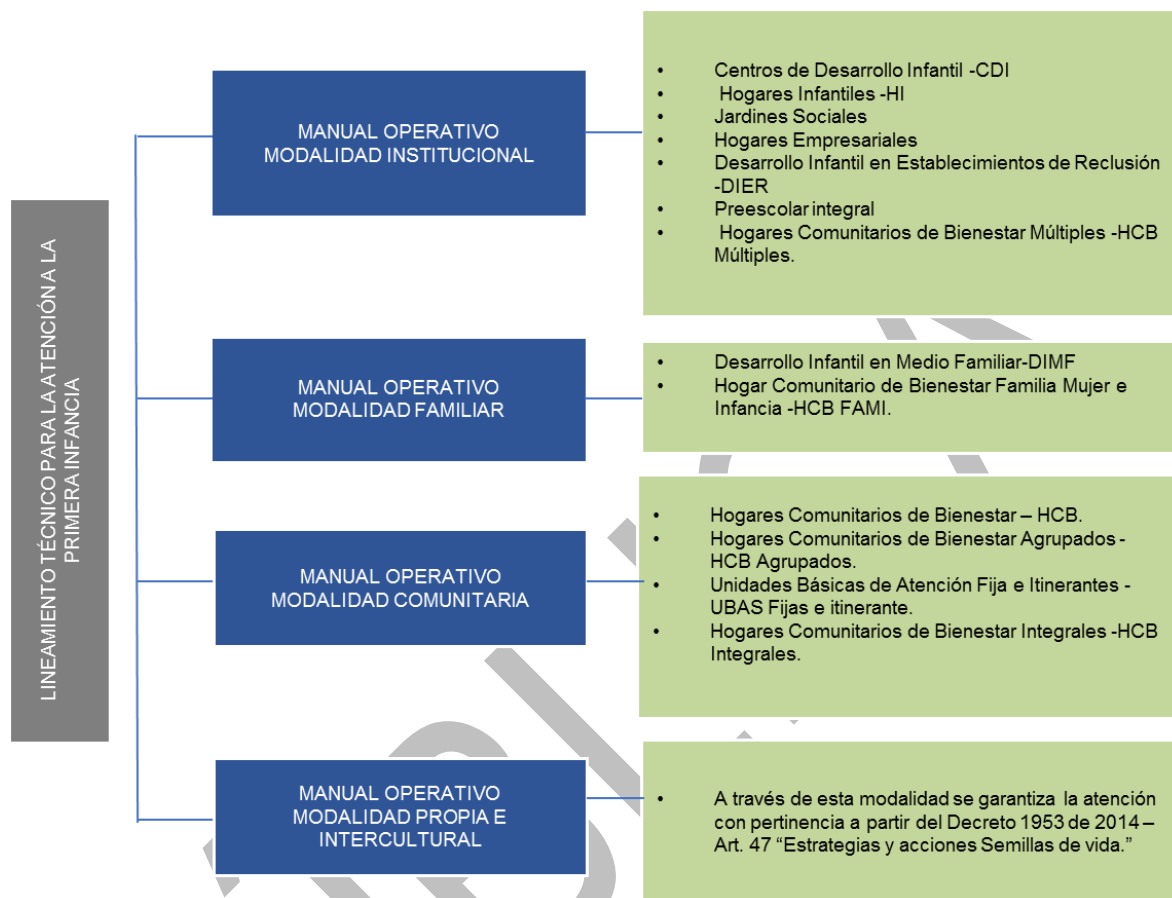 LINEAMIENTO TÉCNICO PARA LA ATENCIÓN A LA
PRIMERA INFANCIA
MANUAL OPERATIVO
MODALIDAD INSTITUCIONAL
• Centros de Desarrollo Infantil -CDI
• Hogares Infantiles -HI
• Jardines Sociales
• Hogares Empresariales
• Desarrollo Infantil en Establecimientos de Reclusión
-DIER
• Preescolar integral
• Hogares Comunitarios de Bienestar Múltiples -HCB
Múltiples.
MANUAL OPERATIVO
MODALIDAD FAMILIAR
• Desarrollo Infantil en Medio Familiar-DIMF
• Hogar Comunitario de Bienestar Familia Mujer e
Infancia -HCB FAMI.
MANUAL OPERATIVO
MODALIDAD COMUNITARIA
• Hogares Comunitarios de Bienestar – HCB.
• Hogares Comunitarios de Bienestar Agrupados -
HCB Agrupados.
• Unidades Básicas de Atención Fija e Itinerantes -
UBAS Fijas e itinerante.
• Hogares Comunitarios de Bienestar Integrales -HCB
Integrales.
MANUAL OPERATIVO
MODALIDAD PROPIA E
INTERCULTURAL
• A través de esta modalidad se garantiza la atención
con pertinencia a partir del Decreto 1953 de 2014 –
Art. 47 “Estrategias y acciones Semillas de vida.”